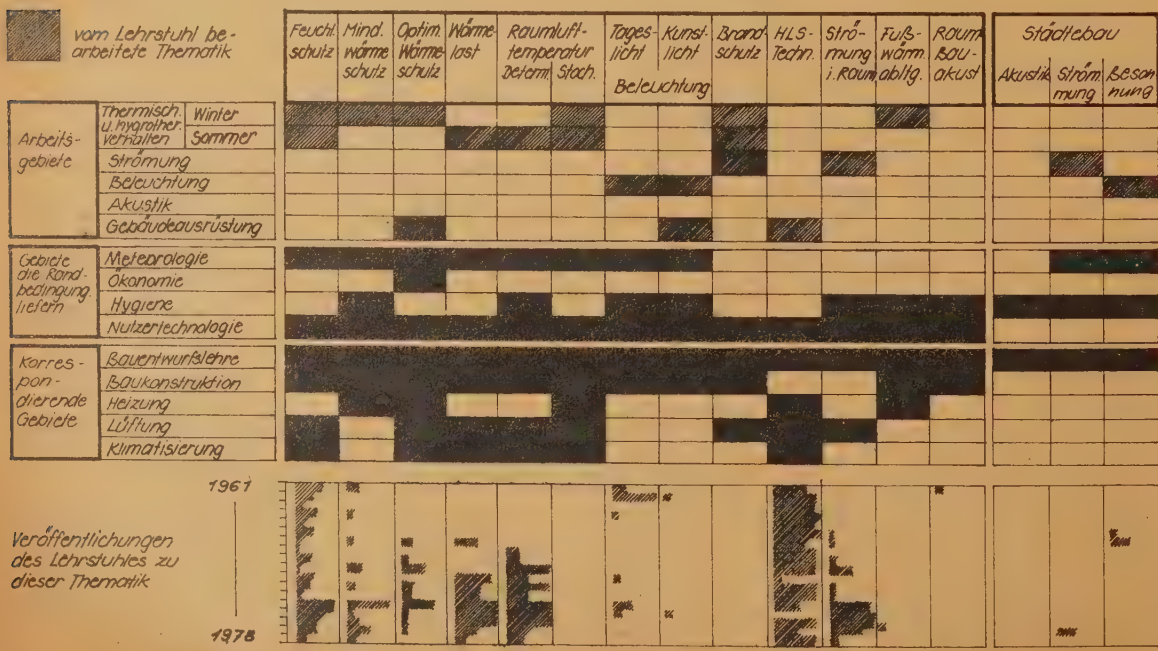 vom Lehrstuhl be-
arbeitete Thematik
Feucht.
schutz
Mind.
wärme
schutz
Optim.
Wärme
schutz
Wärme
last
Raumluft-
temperatur
Determ.
Stoch.
Tages-
licht
Kunst-
licht
Beleuchtung
Brand-
schutz
HLS-
Techn.
Strö-
mung
i. Raum
Fuß-
wärm.
abltg.
Raum
Bau-
akust
Städtebau
Akustik
Ström
mung
Beson
nung
Arbeits-
gebiete
Thermisch.
u. hygrother.
Verhalten
Winter
Sommer
Strömung
Beleuchtung
Akustik
Gebäudeausrüstung
Gebiete
die Rand-
bedingung.
liefern
Meteorologie
Ökonomie
Hygiene
Nutzertechnologie
Korres-
pon-
dierende
Gebiete
Bauentwurfslehre
Baukonstruktion
Heizung
Lüftung
Klimatisierung
1961
Veröffentlichungen
des Lehrstuhles zu
dieser Thematik
1978